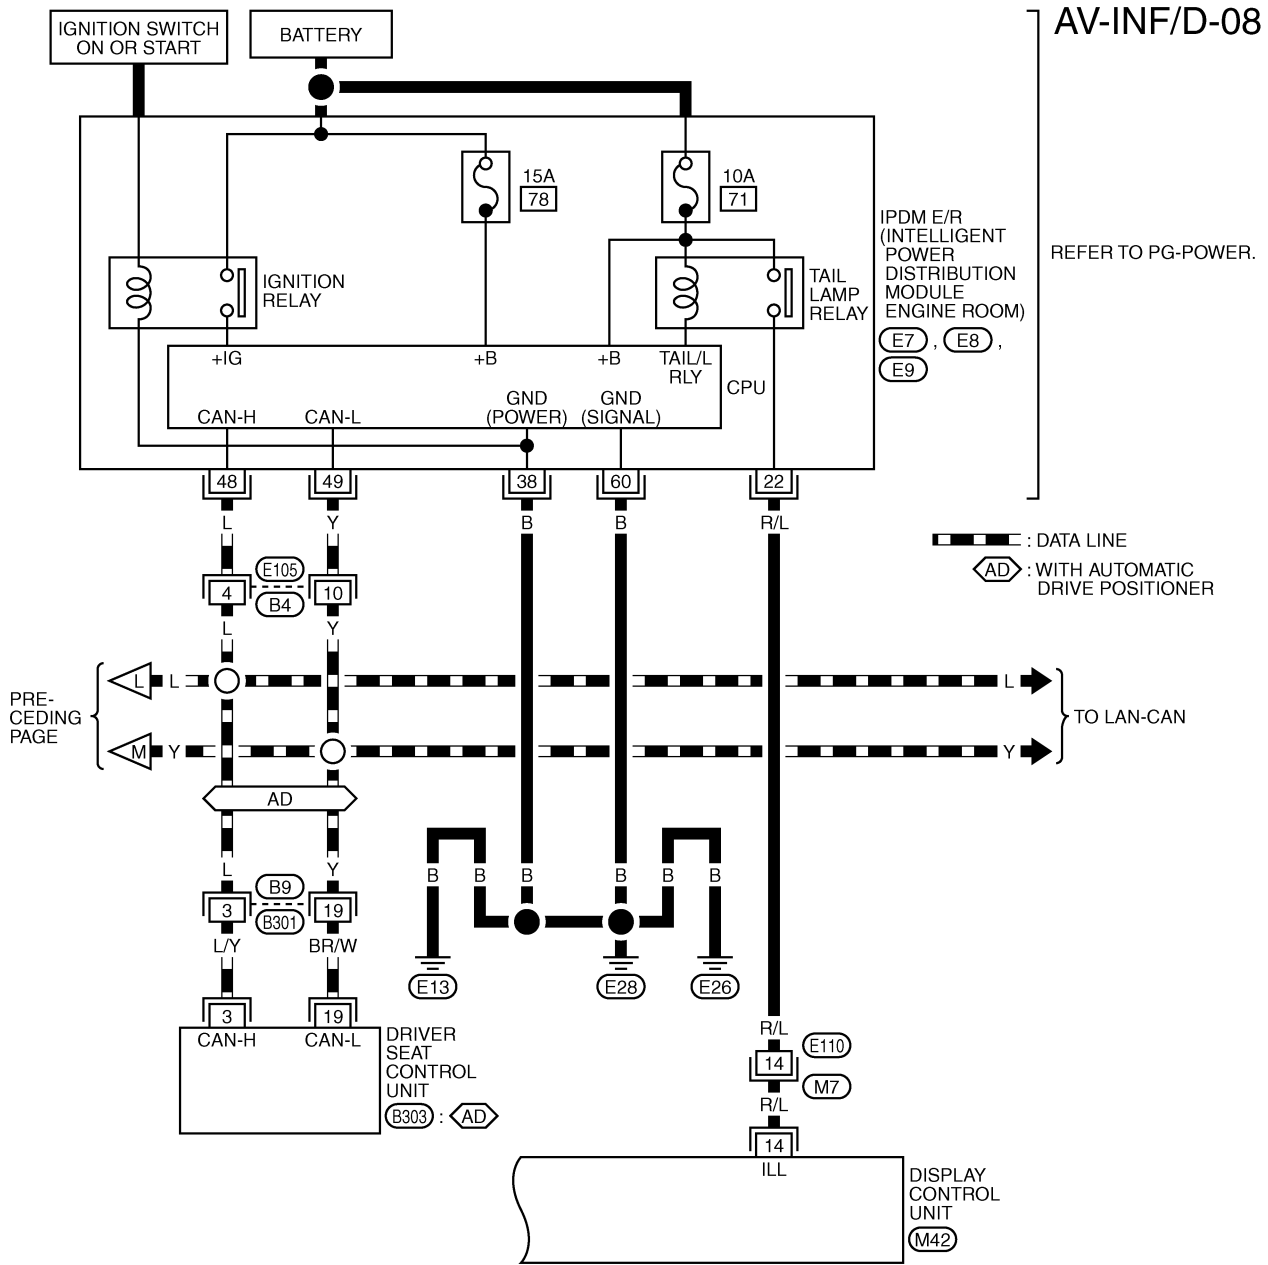 AV-INF/D-08
IGNITION SWITCH
ON OR START
BATTERY
15A
78
10A
71
IPDM E/R
(INTELLIGENT
POWER
DISTRIBUTION
MODULE
ENGINE ROOM)
E7 , E8 ,
E9
REFER TO PG-POWER.
IGNITION
RELAY
TAIL
LAMP
RELAY
+IG
+B
+B
TAIL/L
RLY
CPU
CAN-H
CAN-L
GND
(POWER)
GND
(SIGNAL)
48
49
38
60
22
L
Y
B
B
R/L
: DATA LINE
AD : WITH AUTOMATIC
DRIVE POSITIONER
E105
4
10
B4
L
Y
PRE-
CEDING
PAGE
L
L
L
M
Y
Y
TO LAN-CAN
AD
L
Y
B
B
B
B
B
B
B9
3
19
B301
L/Y
BR/W
E13
E28
E26
3
19
CAN-H
CAN-L
DRIVER
SEAT
CONTROL
UNIT
B303 : AD
R/L
E110
14
M7
R/L
14
ILL
DISPLAY
CONTROL
UNIT
M42